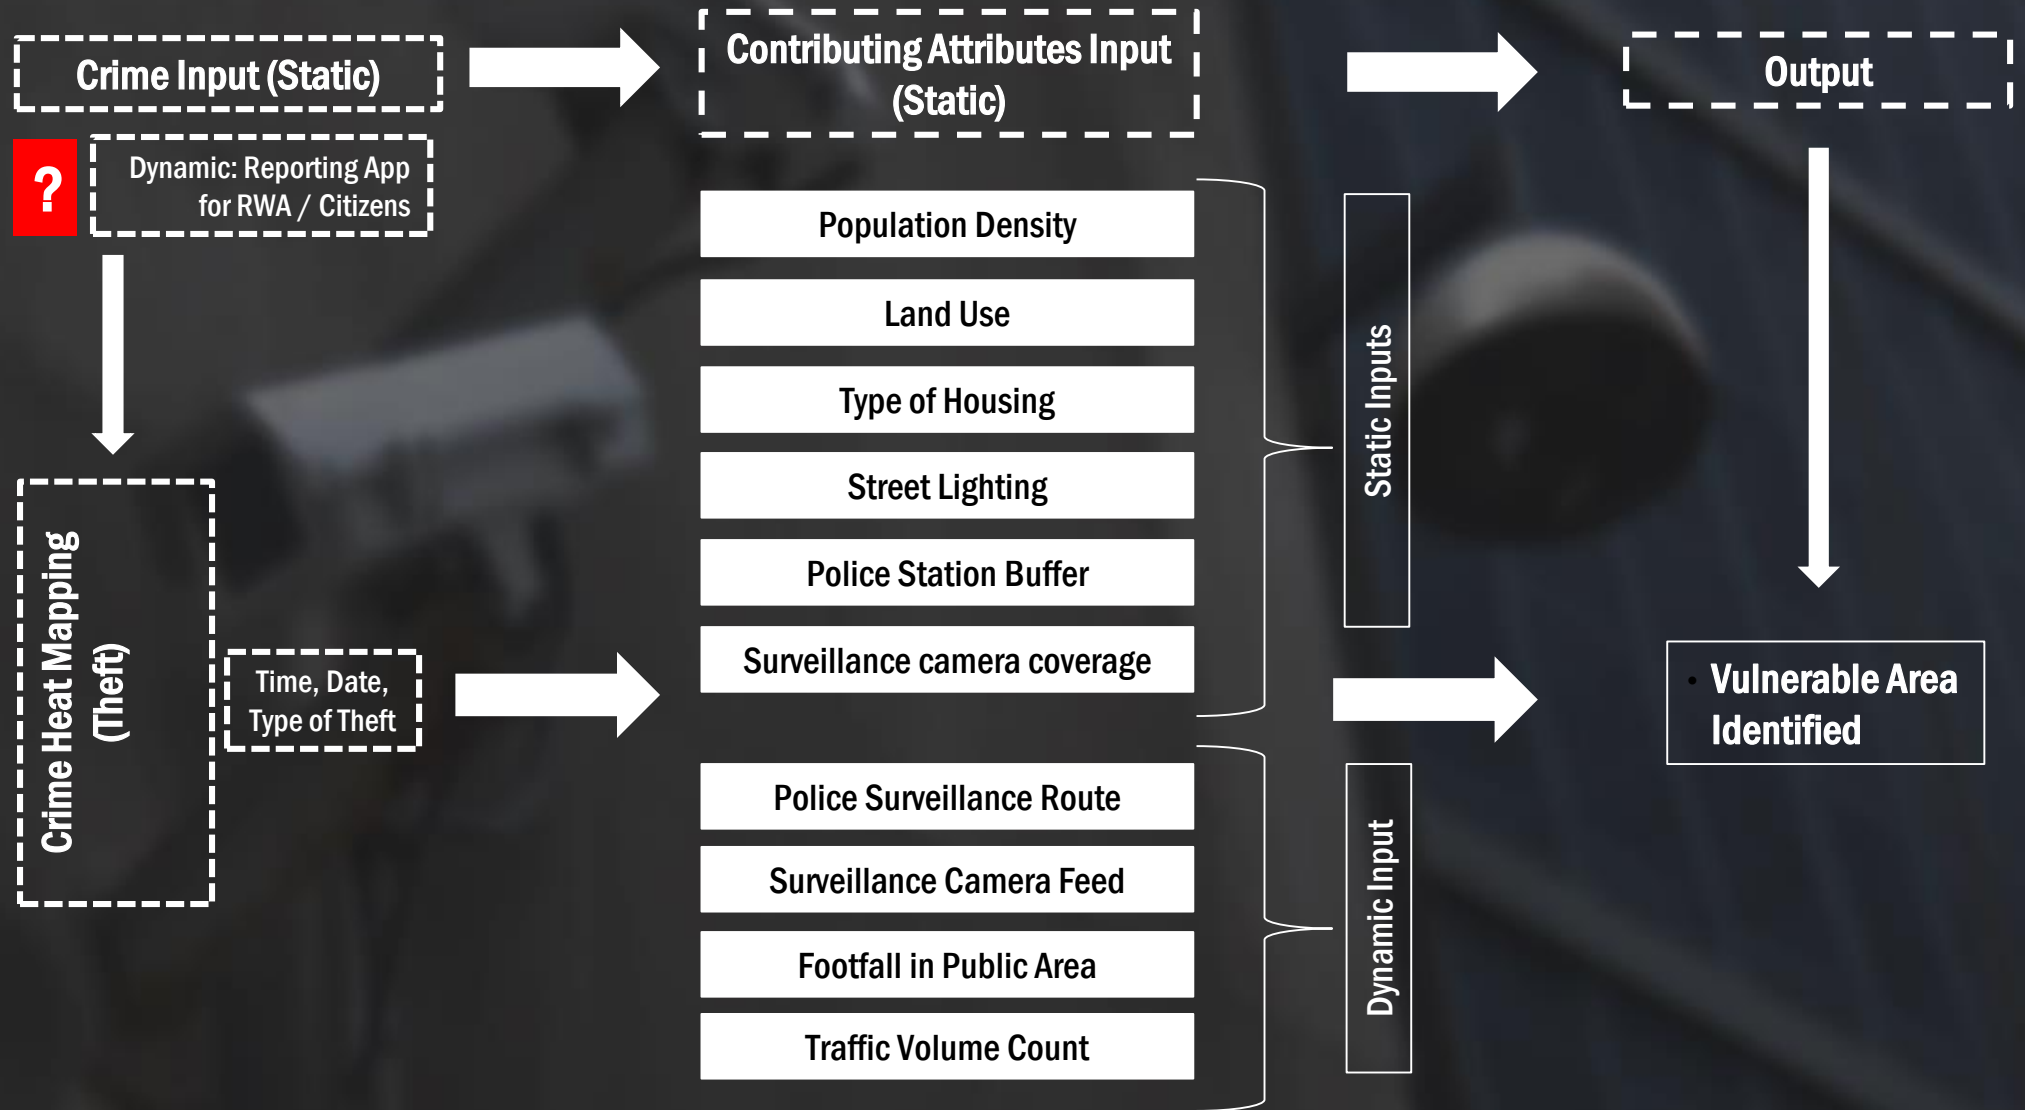 Crime Input (Static)
?
Dynamic: Reporting App
for RWA / Citizens
Crime Heat Mapping
(Theft)
Time, Date,
Type of Theft
Contributing Attributes Input
(Static)
Population Density
Land Use
Type of Housing
Street Lighting
Police Station Buffer
Surveillance camera coverage
Police Surveillance Route
Surveillance Camera Feed
Footfall in Public Area
Traffic Volume Count
Static Inputs
Dynamic Input
Output
• Vulnerable Area
Identified